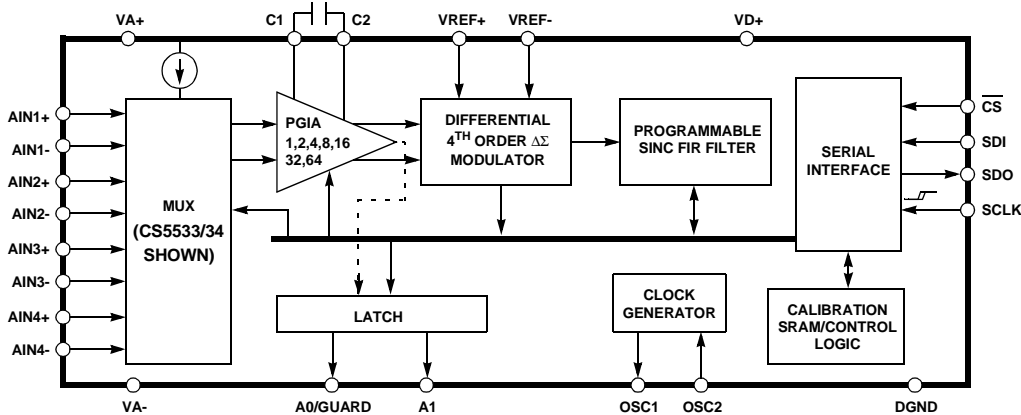 VA+
C1
C2
VREF+
VREF-
VD+
AIN1+
AIN1-
AIN2+
AIN2-
AIN3+
AIN3-
AIN4+
AIN4-
MUX
(CS5533/34
SHOWN)
PGIA
1,2,4,8,16
32,64
DIFFERENTIAL
4TH ORDER ΔΣ
MODULATOR
PROGRAMMABLE
SINC FIR FILTER
SERIAL
INTERFACE
CS
SDI
SDO
SCLK
LATCH
CLOCK
GENERATOR
CALIBRATION
SRAM/CONTROL
LOGIC
VA-
A0/GUARD
A1
OSC1
OSC2
DGND